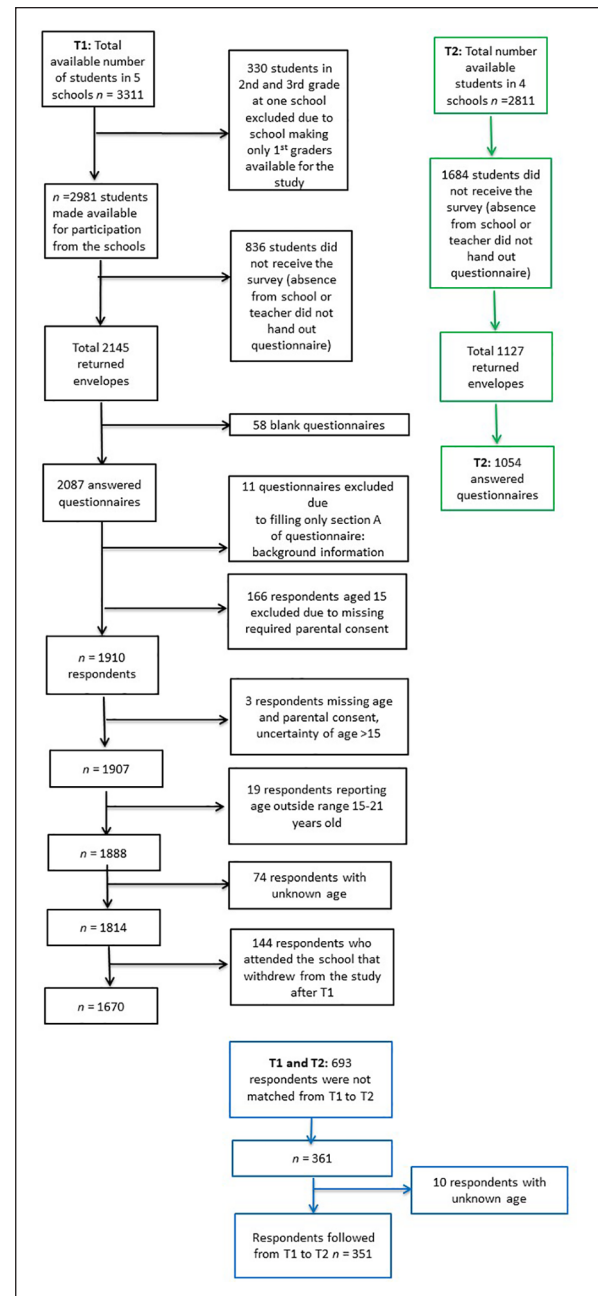 T1: Total
available number
of students in 5
schools n = 3311
330 students in
2nd and 3rd grade
at one school
excluded due to
school making
only 1st graders
available for the
study
n =2981 students
made available
for participation
from the schools
836 students did
not receive the
survey (absence
from school or
teacher did not
hand out
questionnaire)
Total 2145
returned
envelopes
58 blank questionnaires
2087 answered
questionnaires
11 questionnaires excluded
due
to filling only section A
of questionnaire:
background information
166 respondents aged 15
excluded due to missing
required parental consent
n = 1910
respondents
3 respondents missing age
and parental consent,
uncertainty of age >15
n = 1907
19 respondents reporting
age outside range 15-21
years old
n = 1888
74 respondents with
unknown age
n = 1814
144 respondents who
attended the school that
withdrew from the study
after T1
n = 1670
T2: Total number
available
students in 4
schools n =2811
1684 students did
not receive the
survey (absence
from school or
teacher did not
hand out
questionnaire)
Total 1127
returned
envelopes
T2: 1054
answered
questionnaires
T1 and T2: 693
respondents were not
matched from T1 to T2
n = 361
10 respondents with
unknown age
Respondents followed
from T1 to T2 n = 351